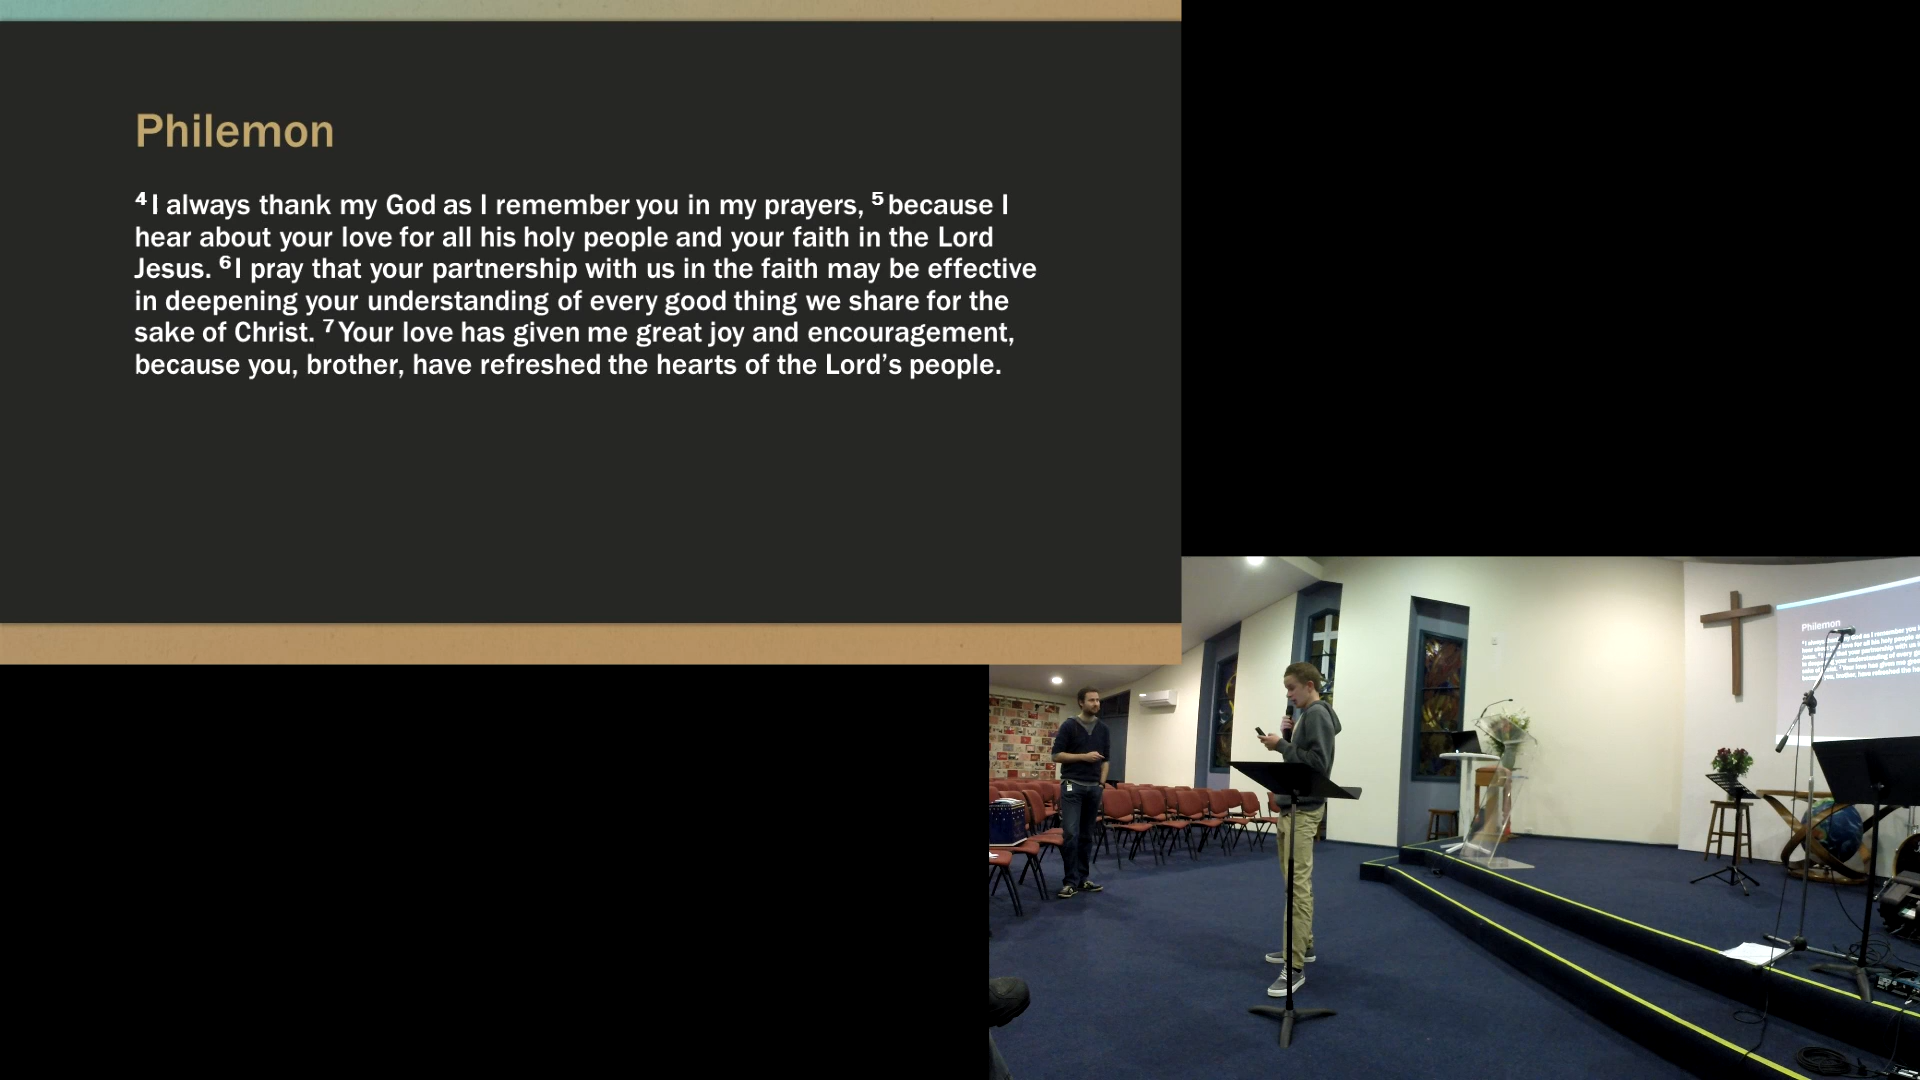 Philemon
⁴ I always thank my God as I remember you in my prayers, ⁵ because I
hear about your love for all his holy people and your faith in the Lord
Jesus. ⁶ I pray that your partnership with us in the faith may be effective
in deepening your understanding of every good thing we share for the
sake of Christ. ⁷ Your love has given me great joy and encouragement,
because you, brother, have refreshed the hearts of the Lord’s people.
Philemon